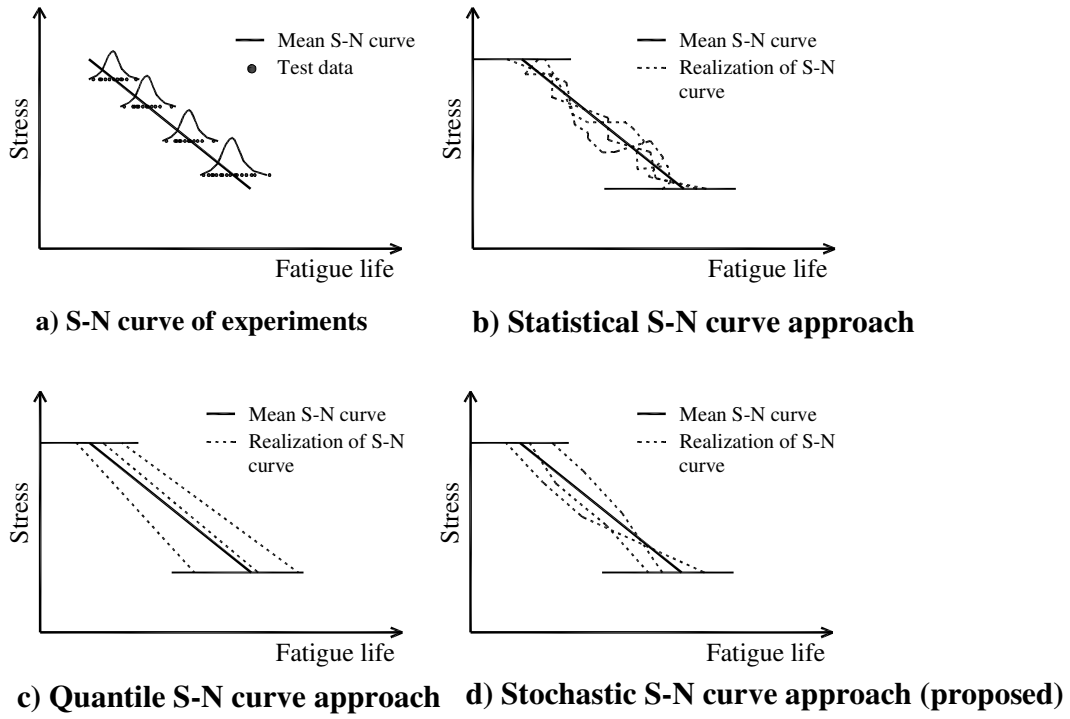 Mean S-N curve
Test data
Stress
Fatigue life
a) S-N curve of experiments
Mean S-N curve
Realization of S-N
curve
Stress
Fatigue life
b) Statistical S-N curve approach
Mean S-N curve
Realization of S-N
curve
Stress
Fatigue life
c) Quantile S-N curve approach
Mean S-N curve
Realization of S-N
curve
Stress
Fatigue life
d) Stochastic S-N curve approach (proposed)